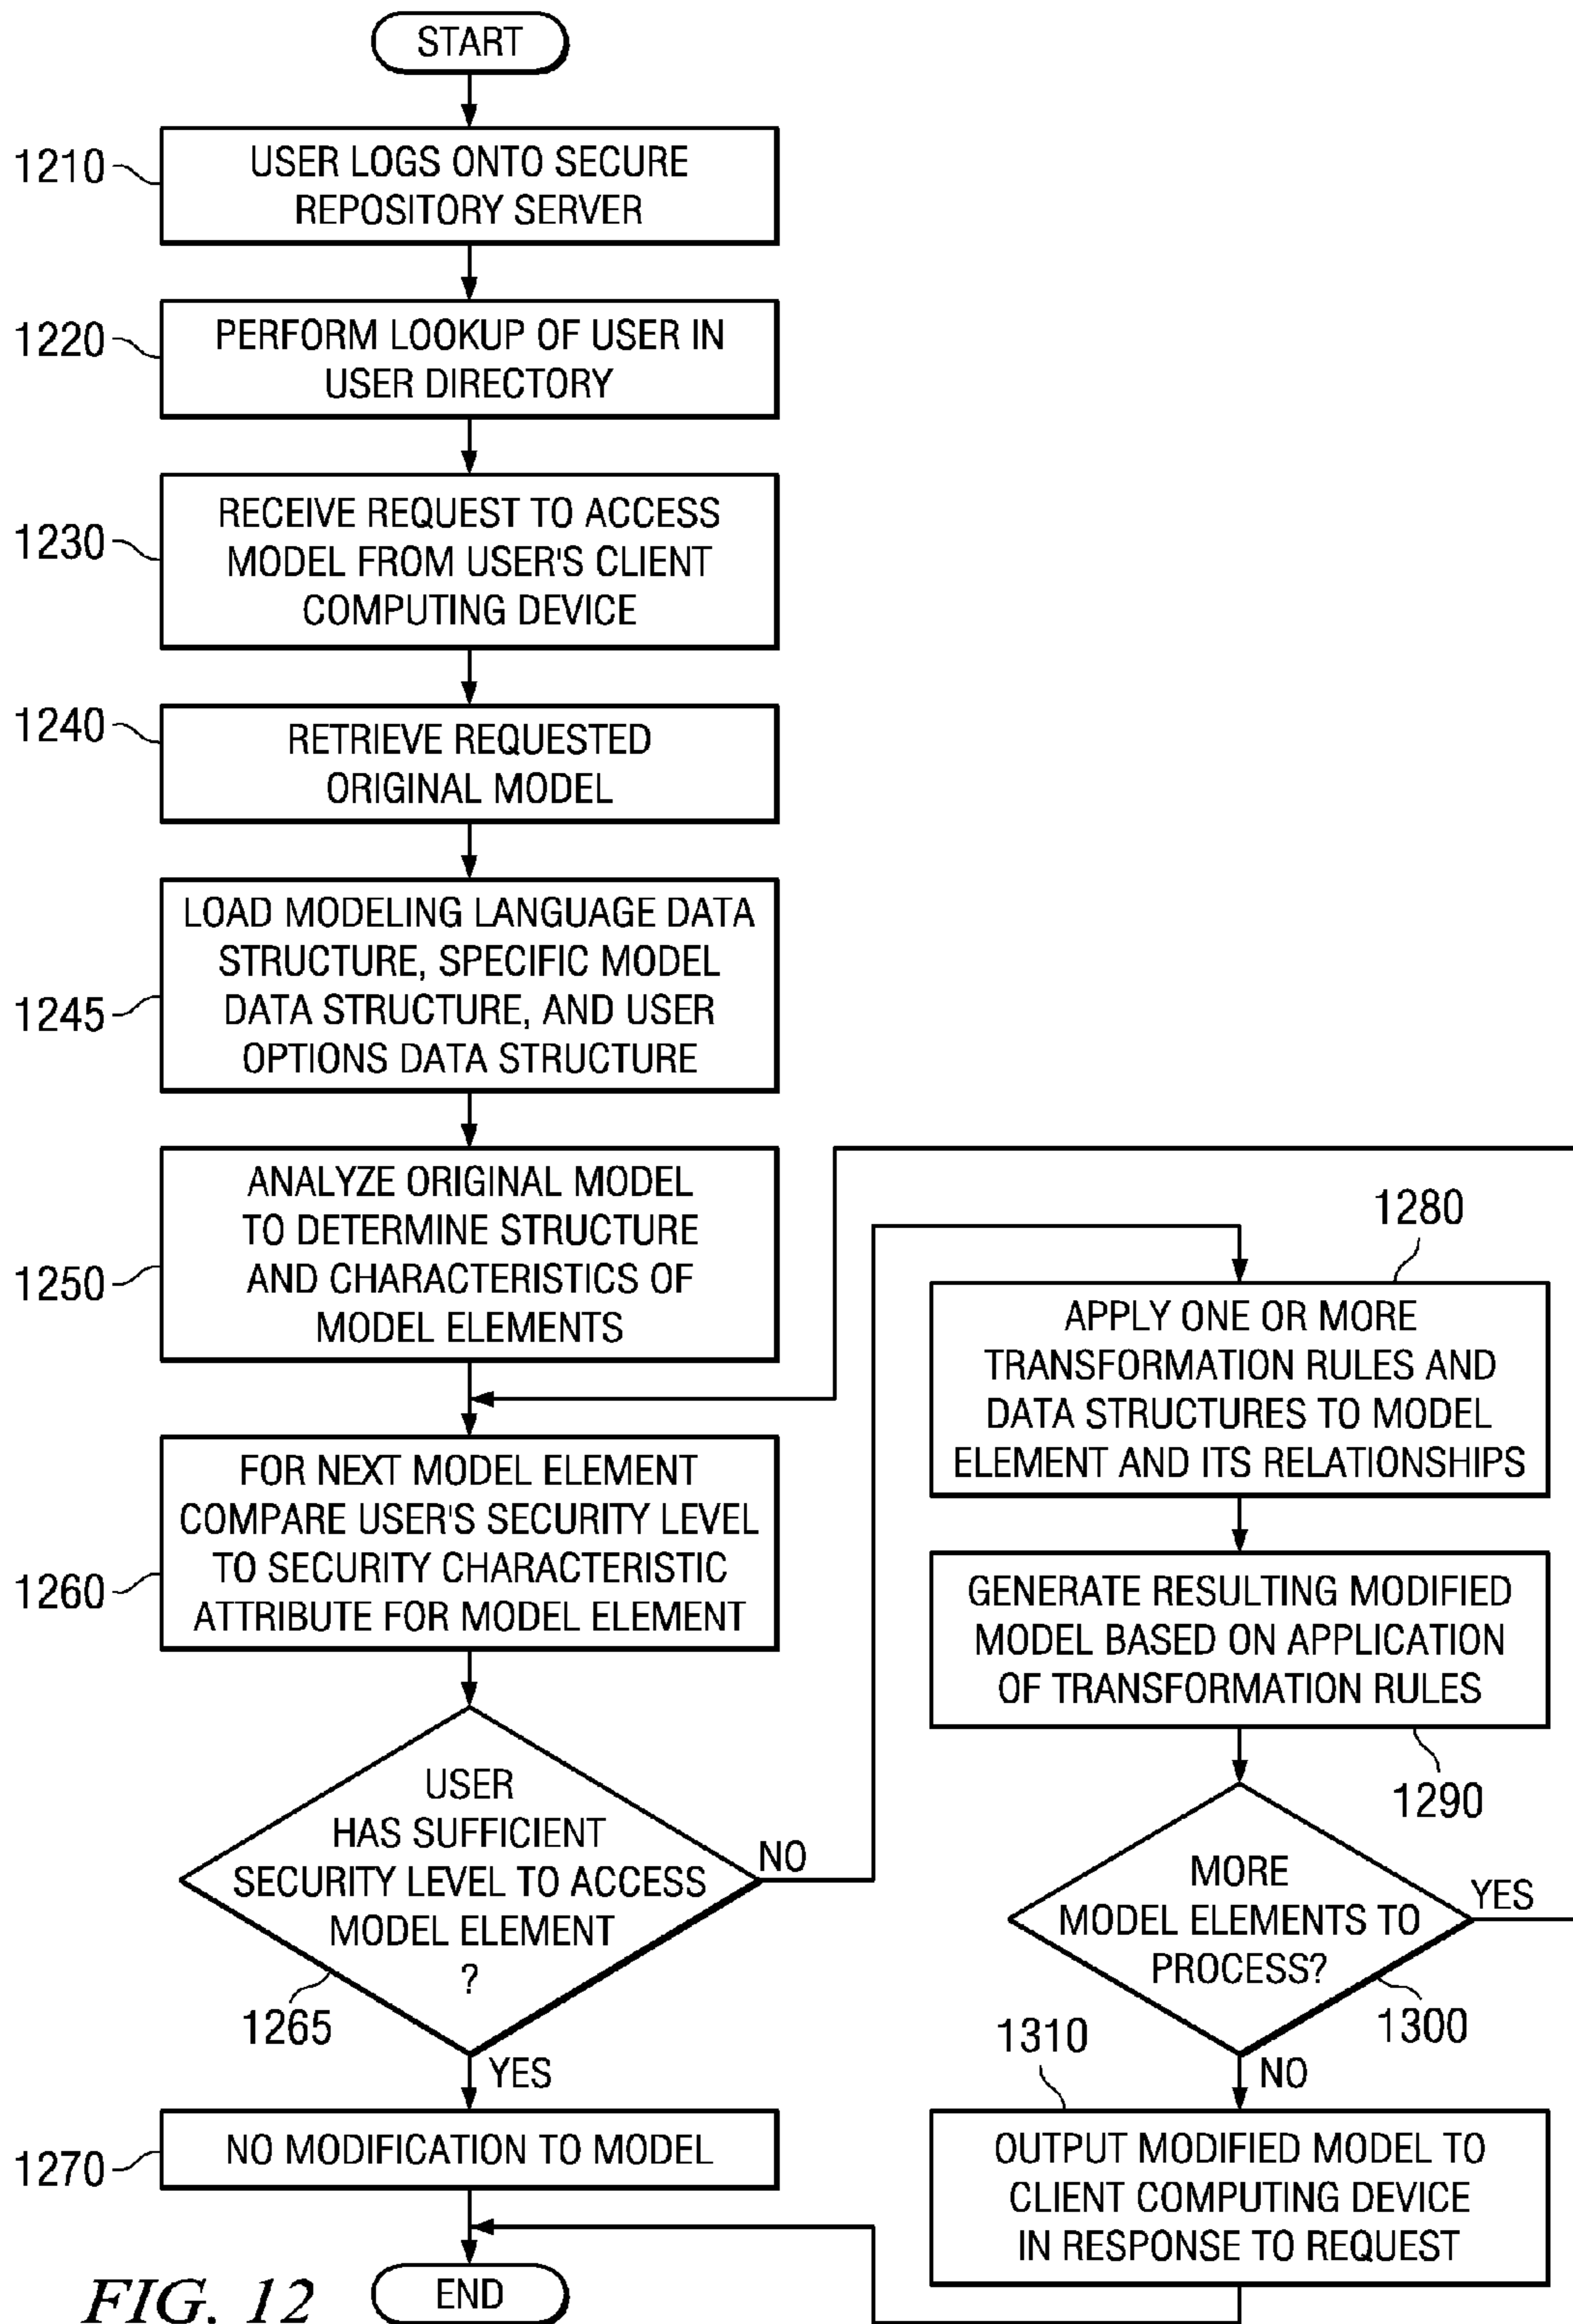 START
1210
USER LOGS ONTO SECURE
REPOSITORY SERVER
1220
PERFORM LOOKUP OF USER IN
USER DIRECTORY
1230
RECEIVE REQUEST TO ACCESS
MODEL FROM USER'S CLIENT
COMPUTING DEVICE
1240
RETRIEVE REQUESTED
ORIGINAL MODEL
1245
LOAD MODELING LANGUAGE DATA
STRUCTURE, SPECIFIC MODEL
DATA STRUCTURE, AND USER
OPTIONS DATA STRUCTURE
1250
ANALYZE ORIGINAL MODEL
TO DETERMINE STRUCTURE
AND CHARACTERISTICS OF
MODEL ELEMENTS
1260
FOR NEXT MODEL ELEMENT
COMPARE USER'S SECURITY LEVEL
TO SECURITY CHARACTERISTIC
ATTRIBUTE FOR MODEL ELEMENT
USER
HAS SUFFICIENT
SECURITY LEVEL TO ACCESS
MODEL ELEMENT
?
1265
NO
YES
1270
NO MODIFICATION TO MODEL
END
1280
APPLY ONE OR MORE
TRANSFORMATION RULES AND
DATA STRUCTURES TO MODEL
ELEMENT AND ITS RELATIONSHIPS
GENERATE RESULTING MODIFIED
MODEL BASED ON APPLICATION
OF TRANSFORMATION RULES
1290
MORE
MODEL ELEMENTS TO
PROCESS?
YES
1300
NO
1310
OUTPUT MODIFIED MODEL TO
CLIENT COMPUTING DEVICE
IN RESPONSE TO REQUEST
FIG. 12